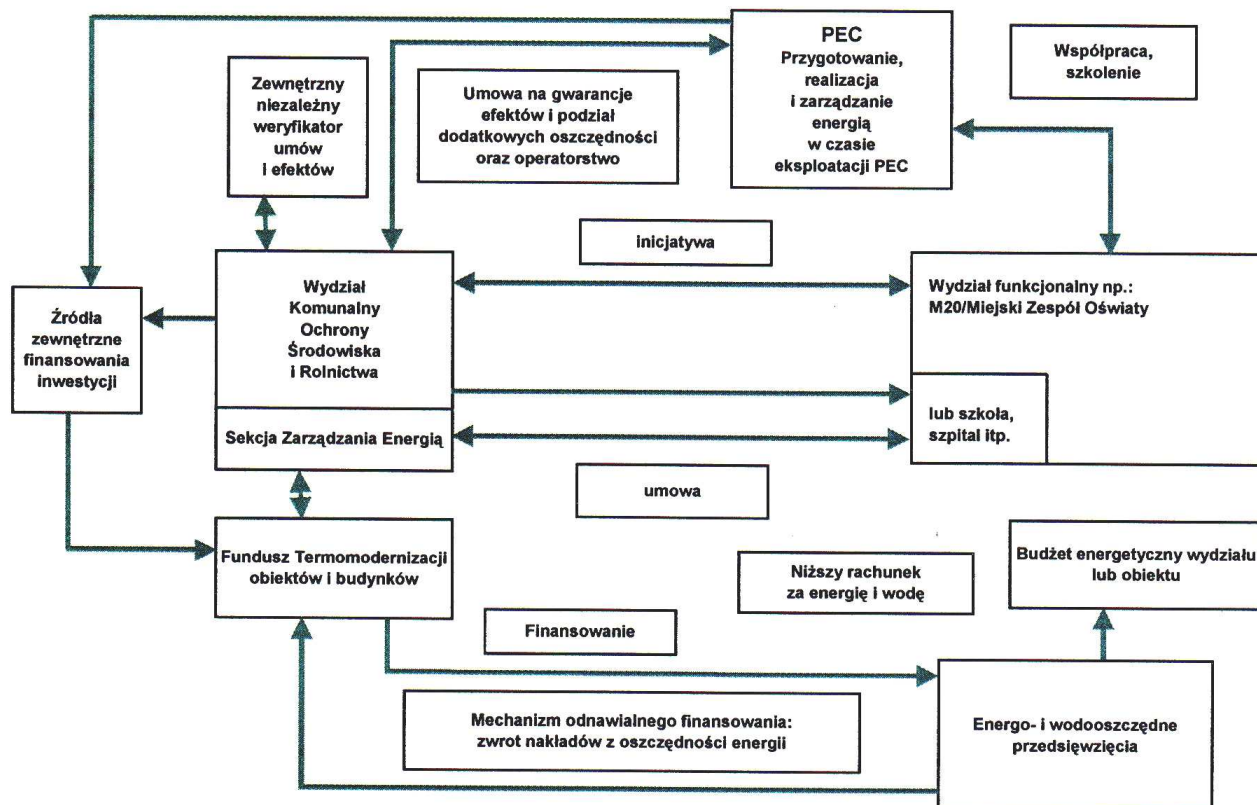 PEC
Przygotowanie,
realizacja
i zarządzanie
energią
w czasie
eksploatacji PEC
Współpraca,
szkolenie
Zewnętrzny
niezależny
weryfikator
umów
i efektów
Umowa na gwarancje
efektów i podział
dodatkowych oszczędności
oraz operatorstwo
inicjatywa
Źródła
zewnętrzne
finansowania
inwestycji
Wydział
Komunalny
Ochrony
Środowiska
i Rolnictwa
Sekcja Zarządzania Energią
Wydział funkcjonalny np.:
M20/Miejski Zespół Oświaty
lub szkoła,
szpital itp.
umowa
Fundusz Termomodernizacji
obiektów i budynków
Niższy rachunek
za energię i wodę
Budżet energetyczny wydziału
lub obiektu
Finansowanie
Mechanizm odnawialnego finansowania:
zwrot nakładów z oszczędności energii
Energo- i wodooszczędne
przedsięwzięcia